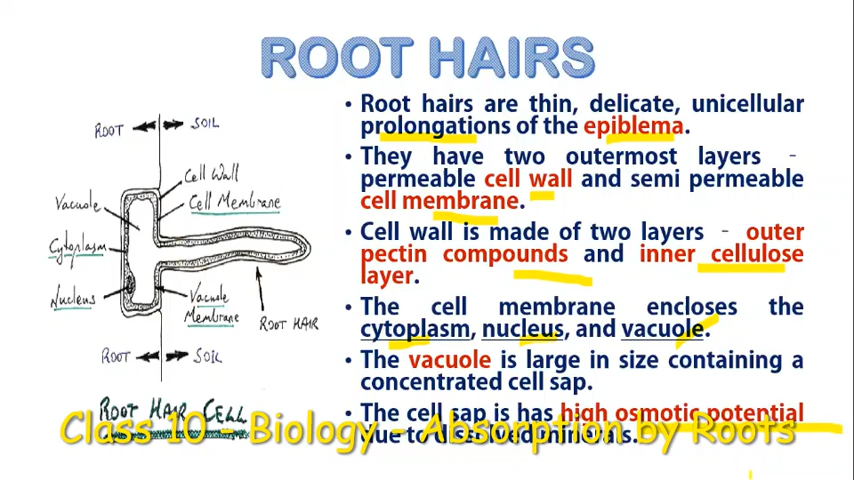 ROOT HAIRS
ROOT SOIL
Cell Wall
Cell Membrane
Vacuole
Cytoplasm
Nucleus
Vacuole
Membrane
ROOT HAIR
ROOT SOIL
ROOT HAIR CELL
• Root hairs are thin, delicate, unicellular
prolongations of the epiblema.
• They have two outermost layers -
permeable cell wall and semi permeable
cell membrane.
• Cell wall is made of two layers - outer
pectin compounds and inner cellulose
layer.
• The cell membrane encloses the
cytoplasm, nucleus, and vacuole.
• The vacuole is large in size containing a
concentrated cell sap.
• The cell sap is has high osmotic potential
due to dissolved minerals.
Class 10 - Biology - Absorption by Roots